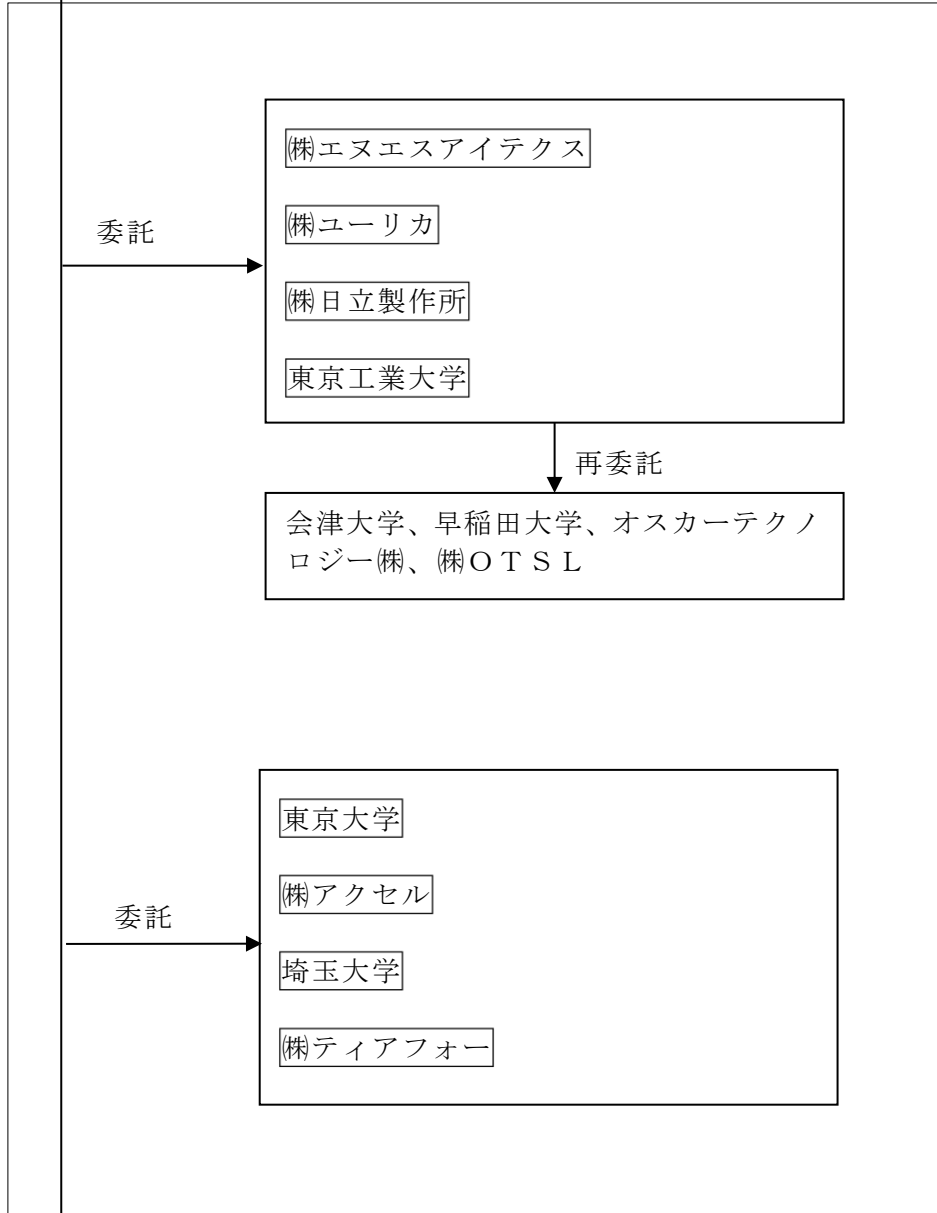 ㈱エヌエスアイテクス
委託
㈱ユーリカ
㈱日立製作所
東京工業大学
再委託
会津大学、早稲田大学、オスカーテクノ
ロジー㈱、㈱ＯＴＳＬ
東京大学
㈱アクセル
委託
埼玉大学
㈱ティアフォー